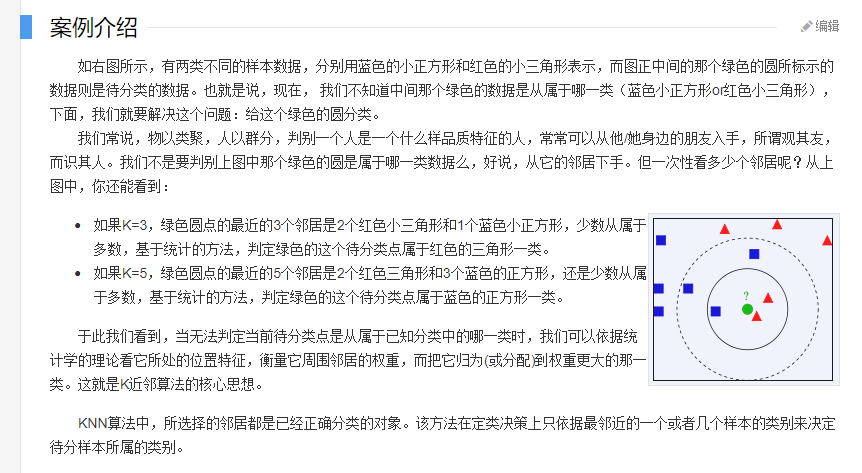 案例介绍
编辑
如右图所示，有两类不同的样本数据，分别用蓝色的小正方形和红色的小三角形表示，而图正中间的那个绿色的圆所标示的
数据则是待分类的数据。也就是说，现在， 我们不知道中间那个绿色的数据是从属于哪一类（蓝色小正方形or红色小三角形），
下面，我们就要解决这个问题：给这个绿色的圆分类。
我们常说，物以类聚，人以群分，判别一个人是一个什么样品质特征的人，常常可以从他/她身边的朋友入手，所谓观其友，
而识其人。我们不是要判别上图中那个绿色的圆是属于哪一类数据么，好说，从它的邻居下手。但一次性看多少个邻居呢？从上
图中，你还能看到：
如果K=3，绿色圆点的最近的3个邻居是2个红色小三角形和1个蓝色小正方形，少数从属于
多数，基于统计的方法，判定绿色的这个待分类点属于红色的三角形一类。
如果K=5，绿色圆点的最近的5个邻居是2个红色三角形和3个蓝色的正方形，还是少数从属
于多数，基于统计的方法，判定绿色的这个待分类点属于蓝色的正方形一类。
?
于此我们看到，当无法判定当前待分类点是从属于已知分类中的哪一类时，我们可以依据统
计学的理论看它所处的位置特征，衡量它周围邻居的权重，而把它归为(或分配)到权重更大的那一
类。这就是K近邻算法的核心思想。
KNN算法中，所选择的邻居都是已经正确分类的对象。该方法在定类决策上只依据最邻近的一个或者几个样本的类别来决定
待分样本所属的类别。